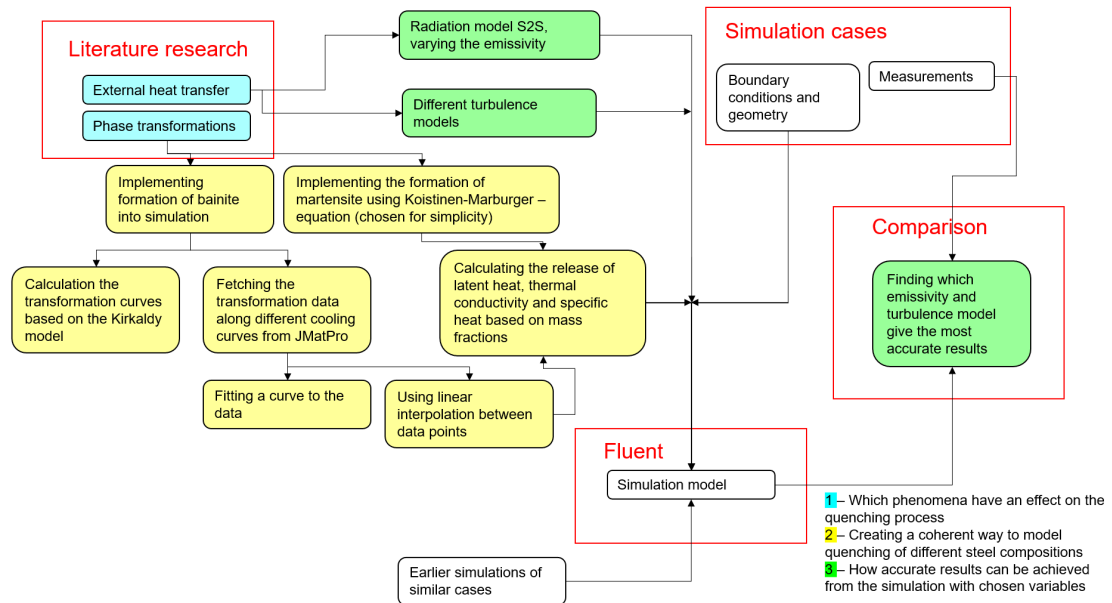 Literature research
External heat transfer
Phase transformations
Radiation model S2S,
varying the emissivity
Different turbulence
models
Simulation cases
Boundary
conditions and
geometry
Measurements
Implementing
formation of bainite
into simulation
Implementing the formation of
martensite using Koistinen-Marburger –
equation (chosen for simplicity)
Calculation the
transformation curves
based on the Kirkaldy
model
Fetching the
transformation data
along different cooling
curves from JMatPro
Calculating the release of
latent heat, thermal
conductivity and specific
heat based on mass
fractions
Comparison
Finding which
emissivity and
turbulence model
give the most
accurate results
Fitting a curve to the
data
Using linear
interpolation between
data points
Fluent
Simulation model
Earlier simulations of
similar cases
1 – Which phenomena have an effect on the
quenching process
2 – Creating a coherent way to model
quenching of different steel compositions
3 – How accurate results can be achieved
from the simulation with chosen variables